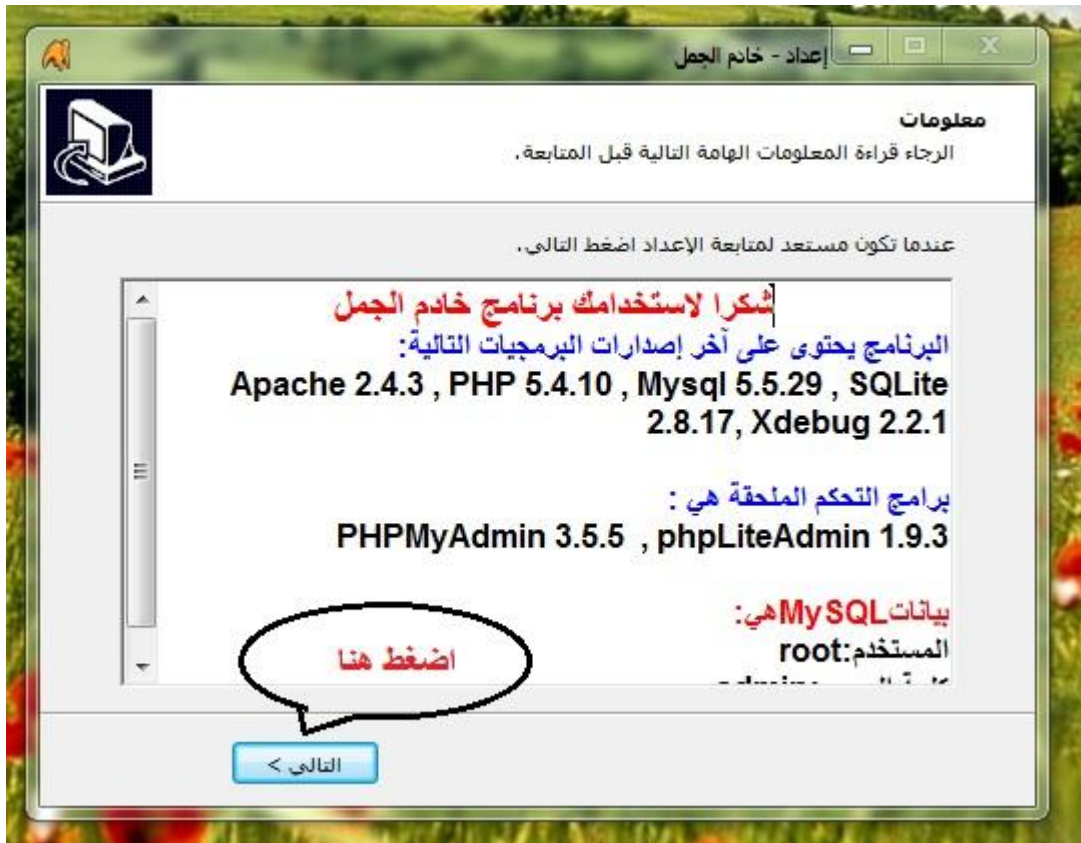 إعداد - خادم الجمل
معلومات
الرجاء قراءة المعلومات الهامة التالية قبل المتابعة.
عندما تكون مستعد لمتابعة الإعداد اضغط التالي.
شكرا لاستخدامك برنامج خادم الجمل
البرنامج يحتوى على آخر إصدارات البرمجيات التالية:
Apache 2.4.3 , PHP 5.4.10 , Mysql 5.5.29 , SQLite
2.8.17, Xdebug 2.2.1
برامج التحكم الملحقة هي :
PHPMyAdmin 3.5.5 , phpLiteAdmin 1.9.3
بياناتMySQLهي:
المستخدم:root
اضغط هنا
التالي >